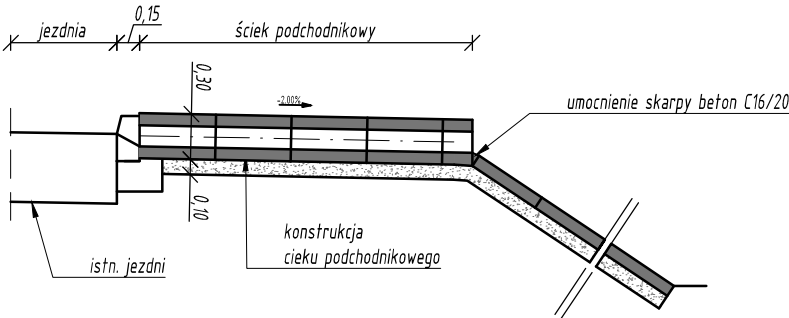 0,15
jezdnia
ściek podchodnikowy
0,30
-2.00%
umocnienie skarpy beton C16/20
0,10
konstrukcja
cieku podchodnikowego
istn. jezdni